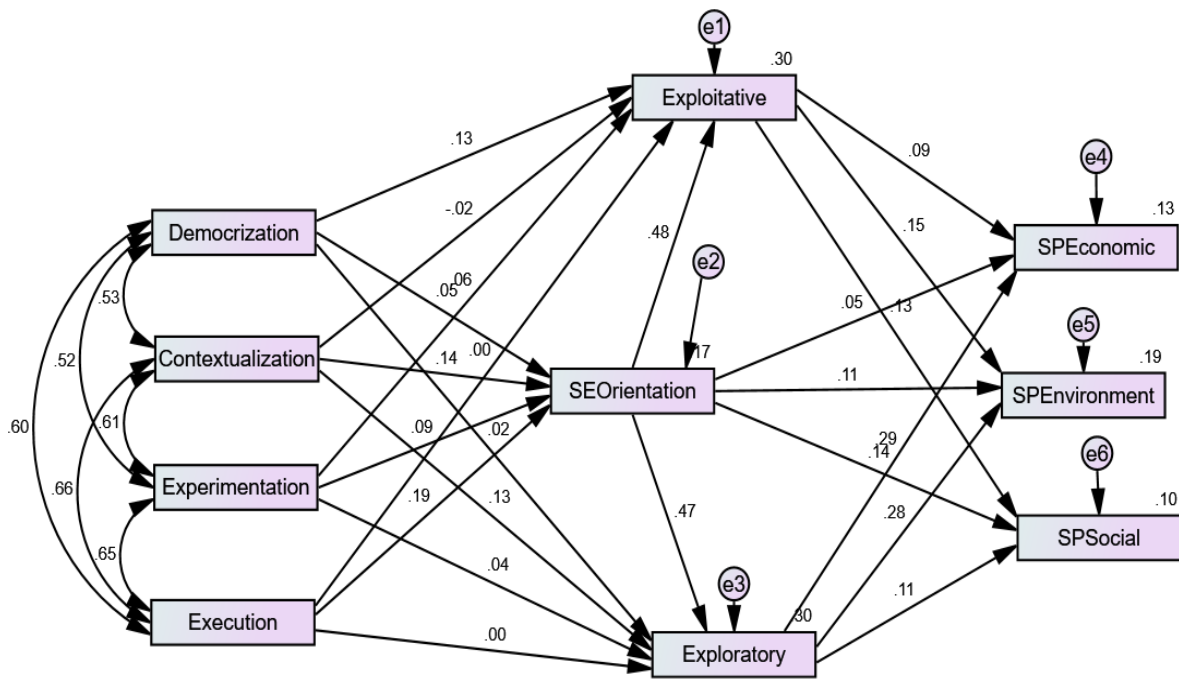 e1
.30
Exploitative
.13
.09
e4
-.02
.13
Democrization
.48
.15
SPEconomic
e2
.06
.05
.53
.05
.13
e5
.52
Contextualization
.14
.00
.17
.19
SEOrientation
.11
SPEnvironment
.60
.61
.09
.02
.29
.14
e6
.66
Experimentation
.19
.13
.10
.47
.28
SPSocial
.65
.04
e3
.11
Execution
.00
.30
Exploratory